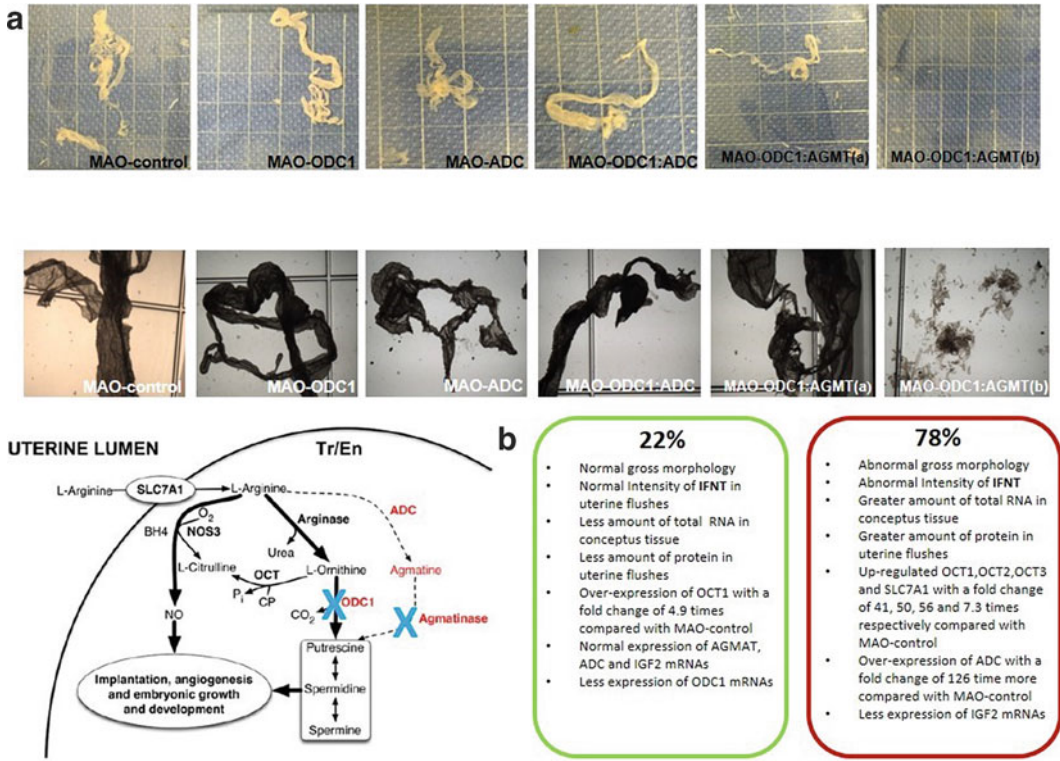 a
MAO-control
MAO-ODC1
MAO-ADC
MAO-ODC1:ADC
MAO-ODC1:AGMT(a)
MAO-ODC1:AGMT(b)
MAO-control
MAO-ODC1
MAO-ADC
MAO-ODC1:ADC
MAO-ODC1:AGMT(a)
MAO-ODC1:AGMT(b)
UTERINE LUMEN
Tr/En
L-Arginine
SLC7A1
L-Arginine
ADC
BH4
O2
NOS3
Arginase
Urea
L-Citrulline
OCT
L-Ornithine
Agmatine
Pi
CP
CO2
ODC1
Agmatinase
NO
Putrescine
Implantation, angiogenesis
and embryonic growth
and development
Spermidine
Spermine
b
22%
• Normal gross morphology
• Normal Intensity of IFNT in
uterine flushes
• Less amount of total RNA in
conceptus tissue
• Less amount of protein in
uterine flushes
• Over-expression of OCT1 with a
fold change of 4.9 times
compared with MAO-control
• Normal expression of AGMAT,
ADC and IGF2 mRNAs
• Less expression of ODC1 mRNAs
78%
• Abnormal gross morphology
• Abnormal Intensity of IFNT
• Greater amount of total RNA in
conceptus tissue
• Greater amount of protein in
uterine flushes
• Up-regulated OCT1,OCT2,OCT3
and SLC7A1 with a fold change
of 41, 50, 56 and 7.3 times
respectively compared with
MAO-control
• Over-expression of ADC with a
fold change of 126 time more
compared with MAO-control
• Less expression of IGF2 mRNAs